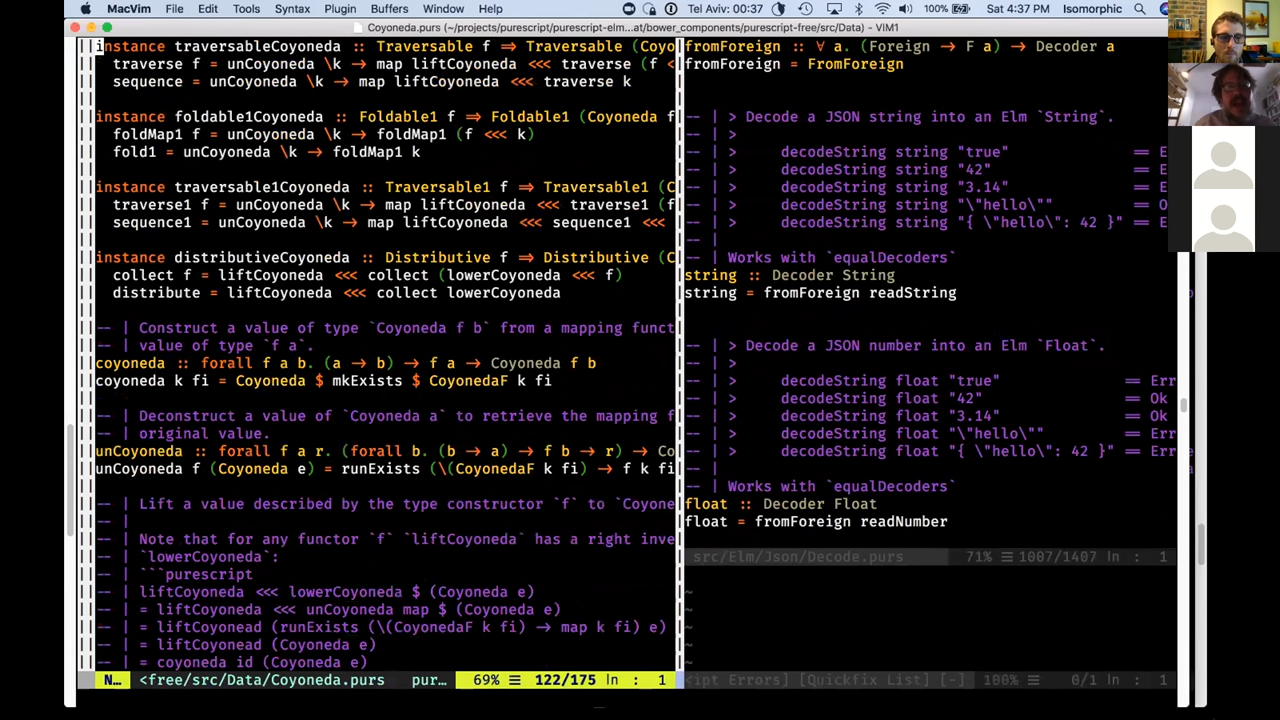 MacVim File Edit Tools Syntax Plugin Buffers Window Help Tel Aviv: 00:37 100% Sat 4:37 PM Isomorphic
Coyoneda.purs (~/projects/purescript/purescript-elm...at/bower_components/purescript-free/src/Data) - VIM1
instance traversableCoyoneda :: Traversable f ⇒ Traversable (Coyo
traverse f = unCoyoneda \k → map liftCoyoneda <<< traverse (f <
sequence = unCoyoneda \k → map liftCoyoneda <<< traverse k
instance foldable1Coyoneda :: Foldable1 f ⇒ Foldable1 (Coyoneda f
foldMap1 f = unCoyoneda \k → foldMap1 (f <<< k)
fold1 = unCoyoneda \k → foldMap1 k
instance traversable1Coyoneda :: Traversable1 f ⇒ Traversable1 (C
traverse1 f = unCoyoneda \k → map liftCoyoneda <<< traverse1 (f
sequence1 = unCoyoneda \k → map liftCoyoneda <<< sequence1 <<<
instance distributiveCoyoneda :: Distributive f ⇒ Distributive (C
collect f = liftCoyoneda <<< collect (lowerCoyoneda <<< f)
distribute = liftCoyoneda <<< collect lowerCoyoneda
-- | Construct a value of type `Coyoneda f b` from a mapping funct
-- | value of type `f a`.
coyoneda :: forall f a b. (a → b) → f a → Coyoneda f b
coyoneda k fi = Coyoneda $ mkExists $ CoyonedaF k fi
-- | Deconstruct a value of `Coyoneda a` to retrieve the mapping f
-- | original value.
unCoyoneda :: forall f a r. (forall b. (b → a) → f b → r) → Co
unCoyoneda f (Coyoneda e) = runExists (\(CoyonedaF k fi) → f k fi
-- | Lift a value described by the type constructor `f` to `Coyone
-- |
-- | Note that for any functor `f` `liftCoyoneda` has a right inve
-- | `lowerCoyoneda`:
-- | ```purescript
-- | liftCoyoneda <<< lowerCoyoneda $ (Coyoneda e)
-- | = liftCoyoneda <<< unCoyoneda map $ (Coyoneda e)
-- | = liftCoyonead (runExists (\(CoyonedaF k fi) → map k fi) e)
-- | = liftCoyonead (Coyoneda e)
-- | = coyoneda id (Coyoneda e)
N… <free/src/Data/Coyoneda.purs pur… 69% ☰ 122/175 ln : 1
fromForeign :: ∀ a. (Foreign → F a) → Decoder a
fromForeign = FromForeign
-- | > Decode a JSON string into an Elm `String`.
-- | >
-- | > decodeString string "true" == E
-- | > decodeString string "42" == E
-- | > decodeString string "3.14" == E
-- | > decodeString string "\"hello\"" == O
-- | > decodeString string "{ \"hello\": 42 }" == E
-- |
-- | Works with `equalDecoders`
string :: Decoder String
string = fromForeign readString
-- | > Decode a JSON number into an Elm `Float`.
-- | >
-- | > decodeString float "true" == Err
-- | > decodeString float "42" == Ok
-- | > decodeString float "3.14" == Ok
-- | > decodeString float "\"hello\"" == Err
-- | > decodeString float "{ \"hello\": 42 }" == Err
-- |
-- | Works with `equalDecoders`
float :: Decoder Float
float = fromForeign readNumber
src/Elm/Json/Decode.purs 71% ☰ 1007/1407 ln : 1
~
~
~
~
~
<ipt Errors] [Quickfix List] [-] 100% ☰ 0/1 ln : 1